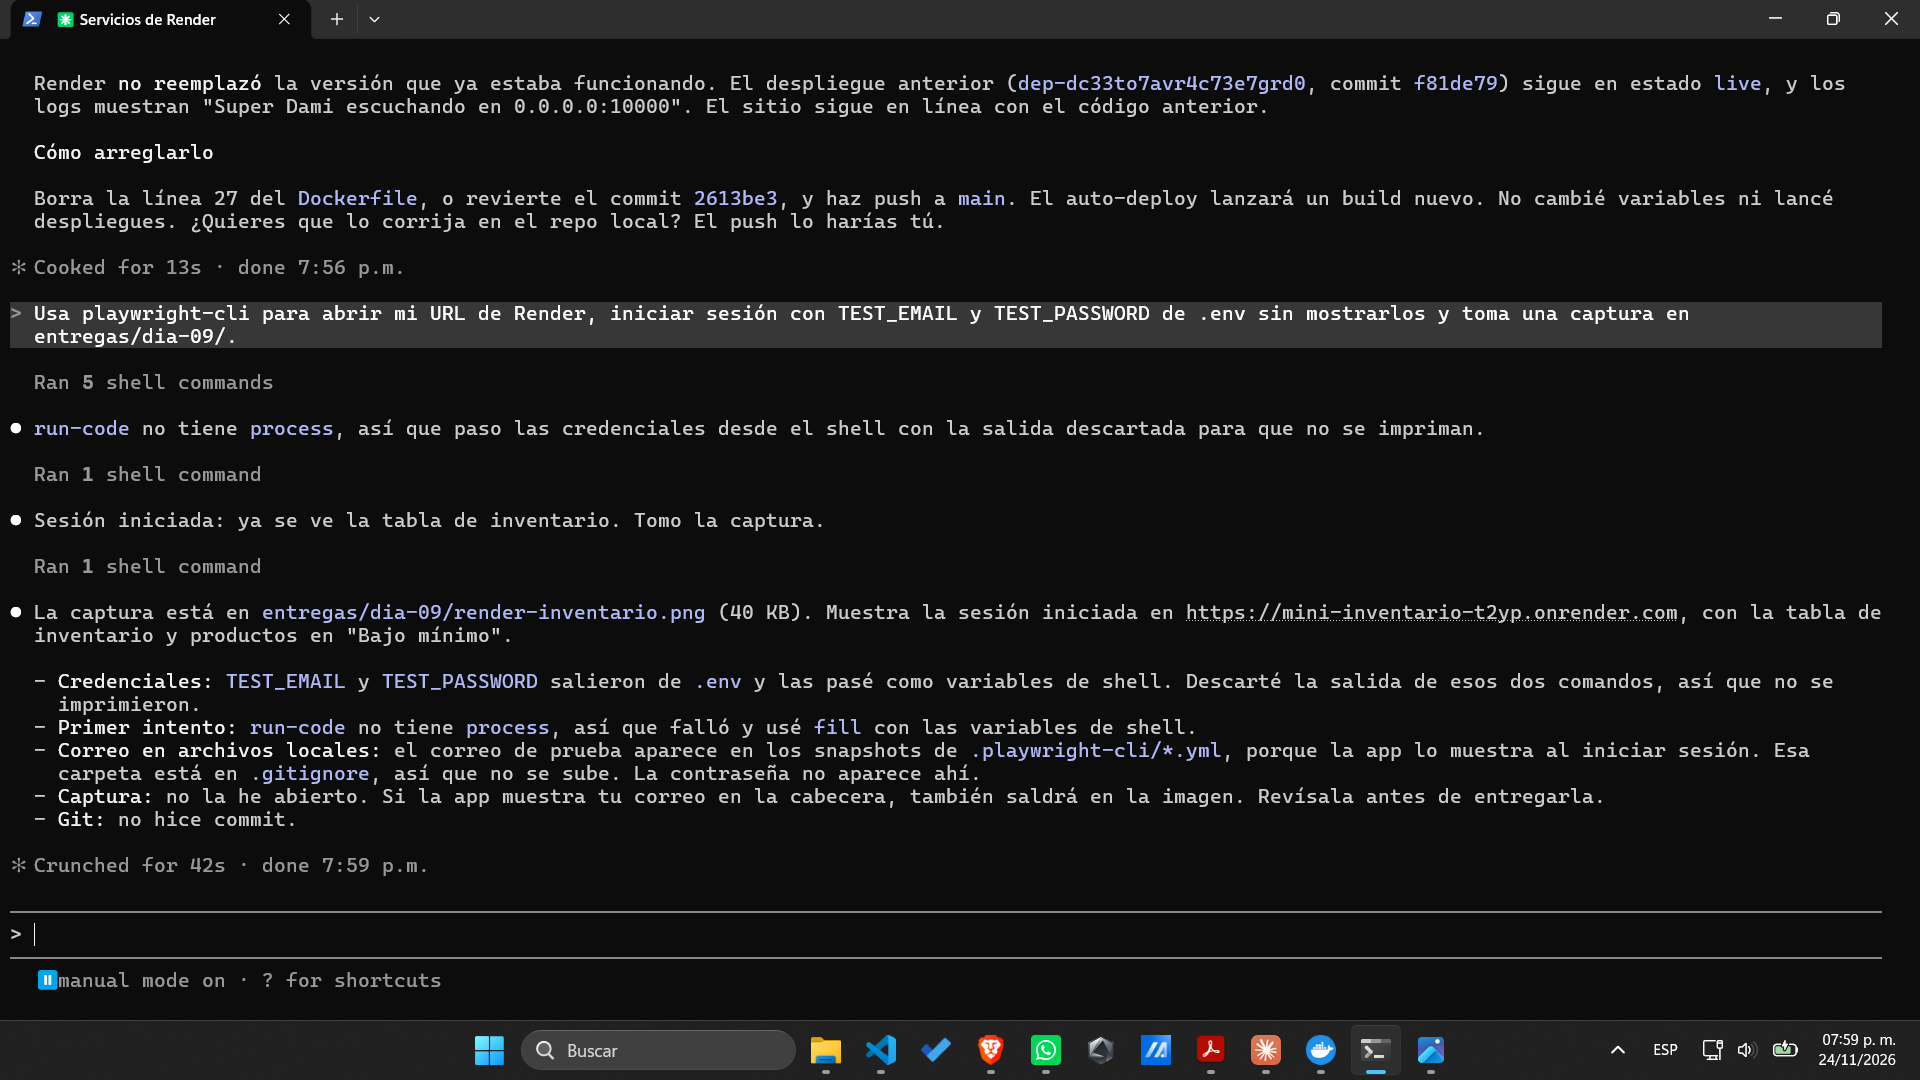 Servicios de Render
Render no reemplazó la versión que ya estaba funcionando. El despliegue anterior (dep-dc33to7avr4c73e7grd0, commit f81de79) sigue en estado live, y los
logs muestran "Super Dami escuchando en 0.0.0.0:10000". El sitio sigue en línea con el código anterior.
Cómo arreglarlo
Borra la línea 27 del Dockerfile, o revierte el commit 2613be3, y haz push a main. El auto-deploy lanzará un build nuevo. No cambié variables ni lancé
despliegues. ¿Quieres que lo corrija en el repo local? El push lo harías tú.
✻ Cooked for 13s · done 7:56 p.m.
> Usa playwright-cli para abrir mi URL de Render, iniciar sesión con TEST_EMAIL y TEST_PASSWORD de .env sin mostrarlos y toma una captura en
entregas/dia-09/.
Ran 5 shell commands
● run-code no tiene process, así que paso las credenciales desde el shell con la salida descartada para que no se impriman.
Ran 1 shell command
● Sesión iniciada: ya se ve la tabla de inventario. Tomo la captura.
Ran 1 shell command
● La captura está en entregas/dia-09/render-inventario.png (40 KB). Muestra la sesión iniciada en https://mini-inventario-t2yp.onrender.com, con la tabla de
inventario y productos en "Bajo mínimo".
- Credenciales: TEST_EMAIL y TEST_PASSWORD salieron de .env y las pasé como variables de shell. Descarté la salida de esos dos comandos, así que no se
imprimieron.
- Primer intento: run-code no tiene process, así que falló y usé fill con las variables de shell.
- Correo en archivos locales: el correo de prueba aparece en los snapshots de .playwright-cli/*.yml, porque la app lo muestra al iniciar sesión. Esa
carpeta está en .gitignore, así que no se sube. La contraseña no aparece ahí.
- Captura: no la he abierto. Si la app muestra tu correo en la cabecera, también saldrá en la imagen. Revísala antes de entregarla.
- Git: no hice commit.
✻ Crunched for 42s · done 7:59 p.m.
>
manual mode on · ? for shortcuts
Buscar
ESP
07:59 p. m.
24/11/2026